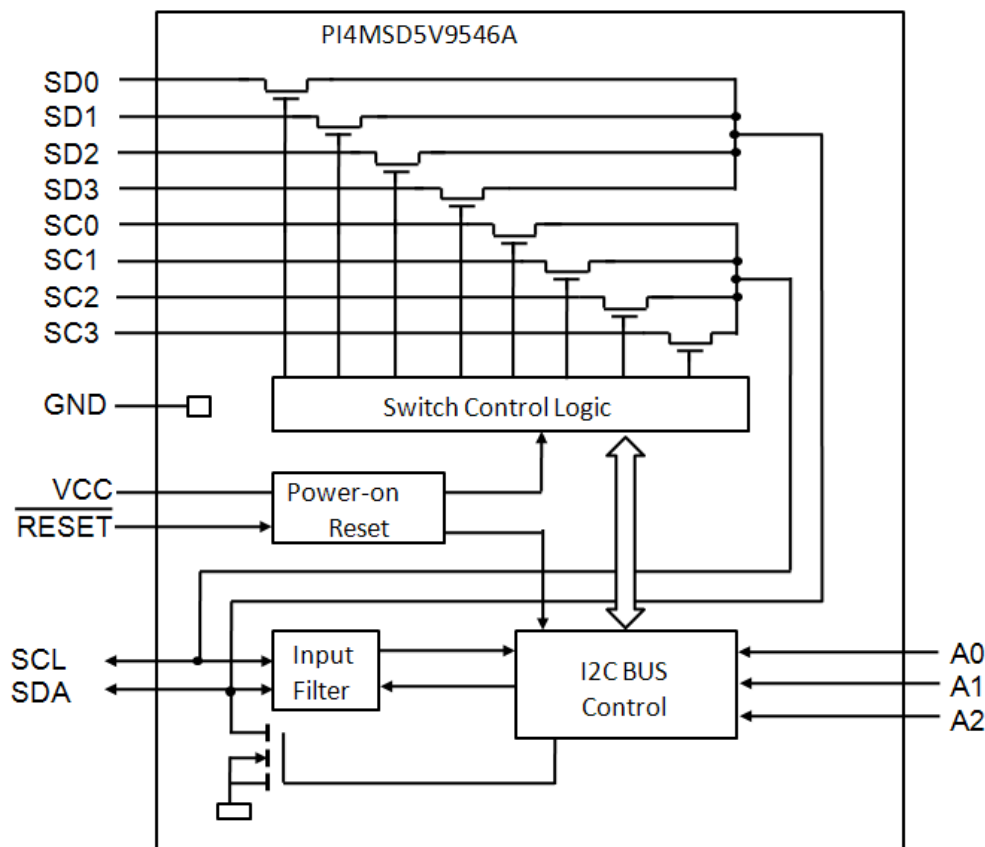 PI4MSD5V9546A
SD0
SD1
SD2
SD3
SC0
SC1
SC2
SC3
GND
Switch Control Logic
VCC
RESET
Power-on
Reset
SCL
SDA
Input
Filter
I2C BUS
Control
A0
A1
A2